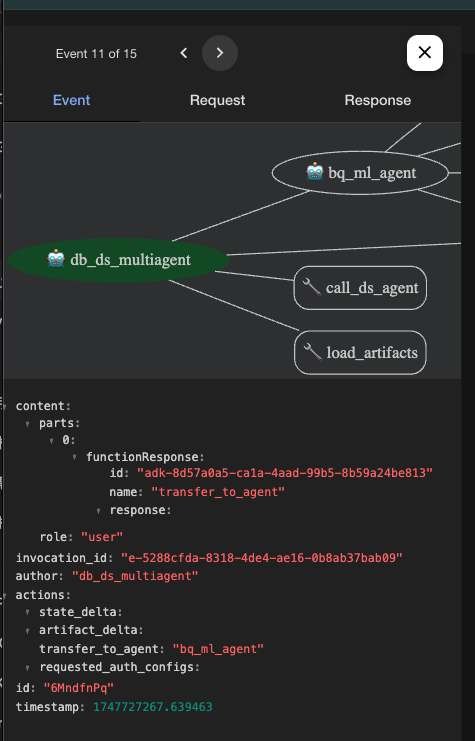 Event 11 of 15
Event
Request
Response
bq_ml_agent
db_ds_multiagent
call_ds_agent
load_artifacts
content:
parts:
0:
functionResponse:
id: "adk-8d57a0a5-ca1a-4aad-99b5-8b59a24be813"
name: "transfer_to_agent"
response:
role: "user"
invocation_id: "e-5288cfda-8318-4de4-ae16-0b8ab37bab09"
author: "db_ds_multiagent"
actions:
state_delta:
artifact_delta:
transfer_to_agent: "bq_ml_agent"
requested_auth_configs:
id: "6MndfnPq"
timestamp: 1747727267.639463